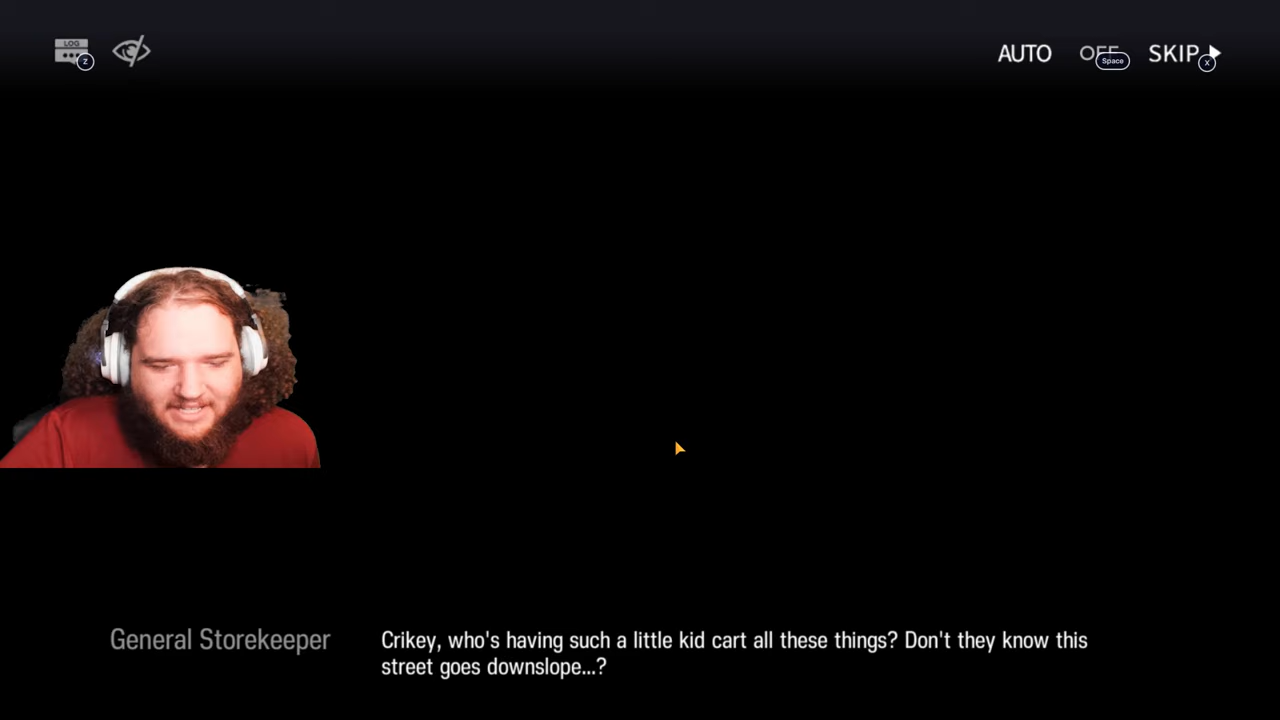 LOG
Z
AUTO
OFF
Space
SKIP
X
General Storekeeper
Crikey, who's having such a little kid cart all these things? Don't they know this
street goes downslope...?